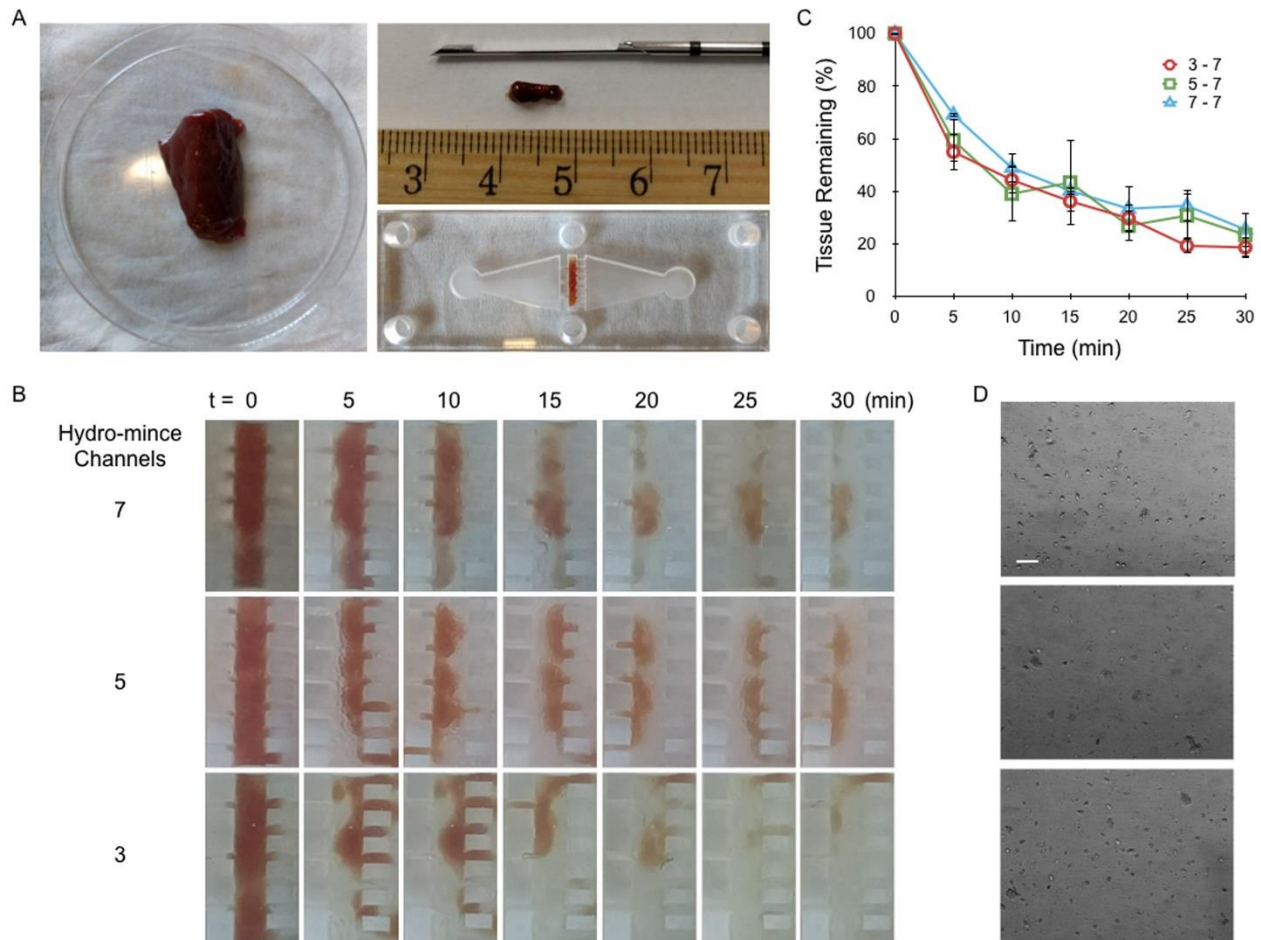 A
3 4 5 6 7
C
Tissue Remaining (%)
100
80
60
40
20
0
3 - 7
5 - 7
7 - 7
0 5 10 15 20 25 30
Time (min)
B
t = 0 5 10 15 20 25 30 (min)
Hydro-mince
Channels
7
5
3
D